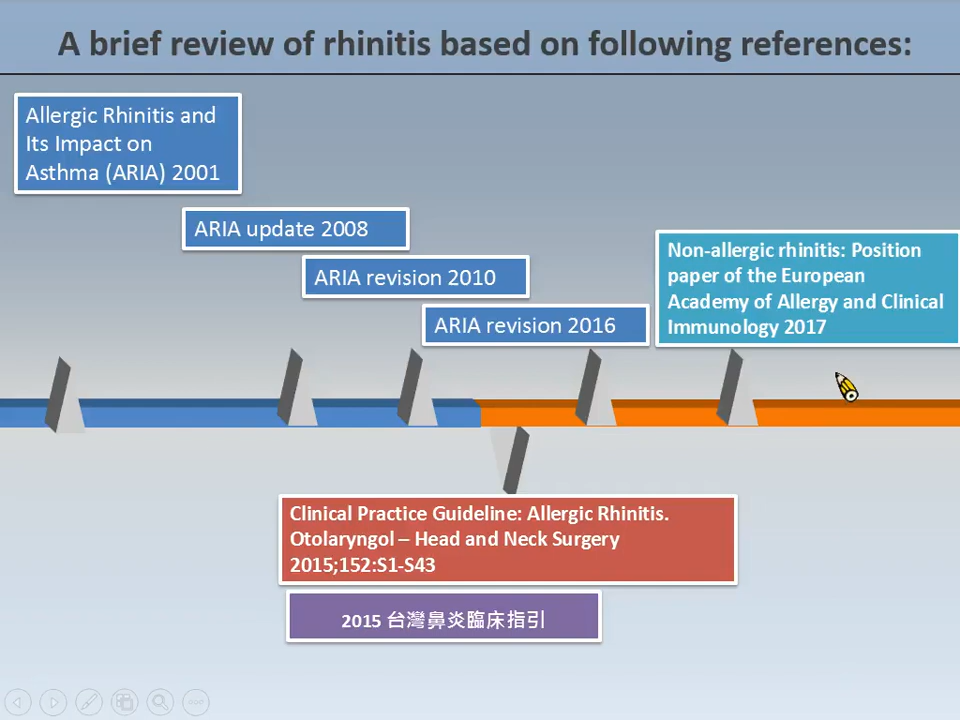 A brief review of rhinitis based on following references:
Allergic Rhinitis and
Its Impact on
Asthma (ARIA) 2001
ARIA update 2008
ARIA revision 2010
ARIA revision 2016
Non-allergic rhinitis: Position
paper of the European
Academy of Allergy and Clinical
Immunology 2017
Clinical Practice Guideline: Allergic Rhinitis.
Otolaryngol – Head and Neck Surgery
2015;152:S1-S43
2015 台灣鼻炎臨床指引